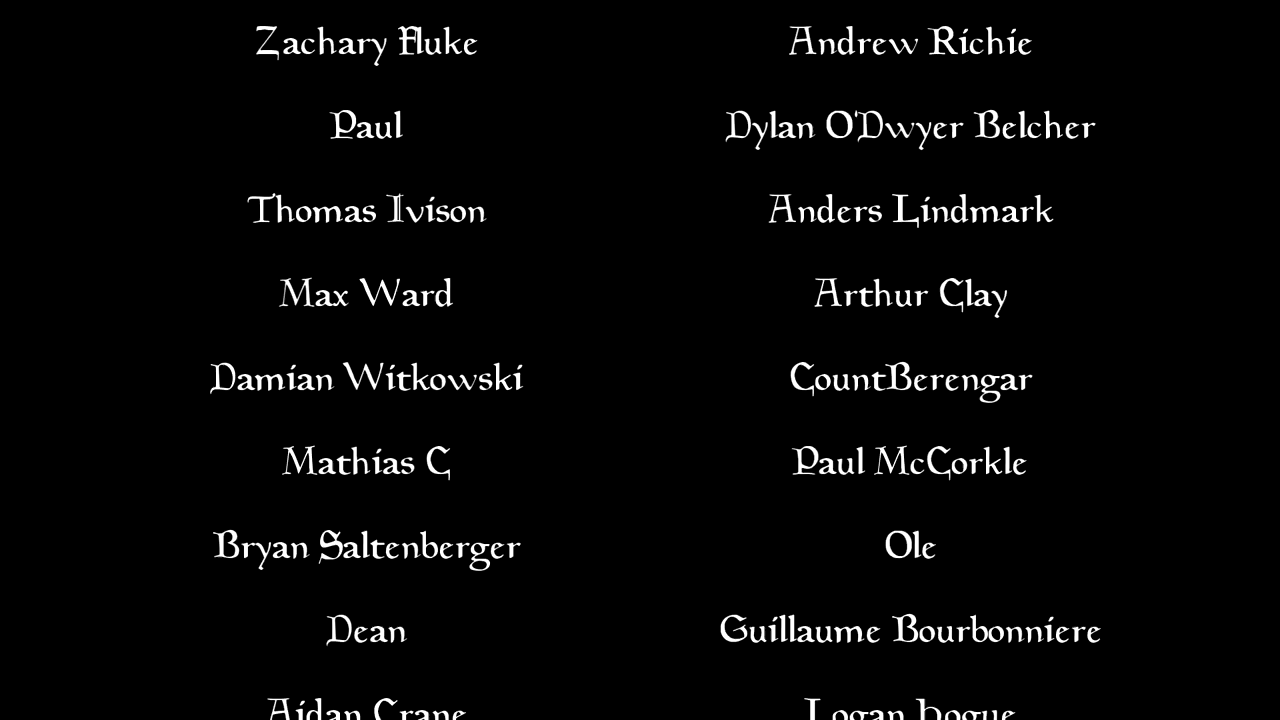 Zachary Fluke
Andrew Richie
Paul
Dylan O'Dwyer Belcher
Thomas Ivison
Anders Lindmark
Max Ward
Arthur Clay
Damian Witkowski
CountBerengar
Mathias C
Paul McCorkle
Bryan Saltenberger
Ole
Dean
Guillaume Bourbonniere
Aidan Crane
Logan Hogue